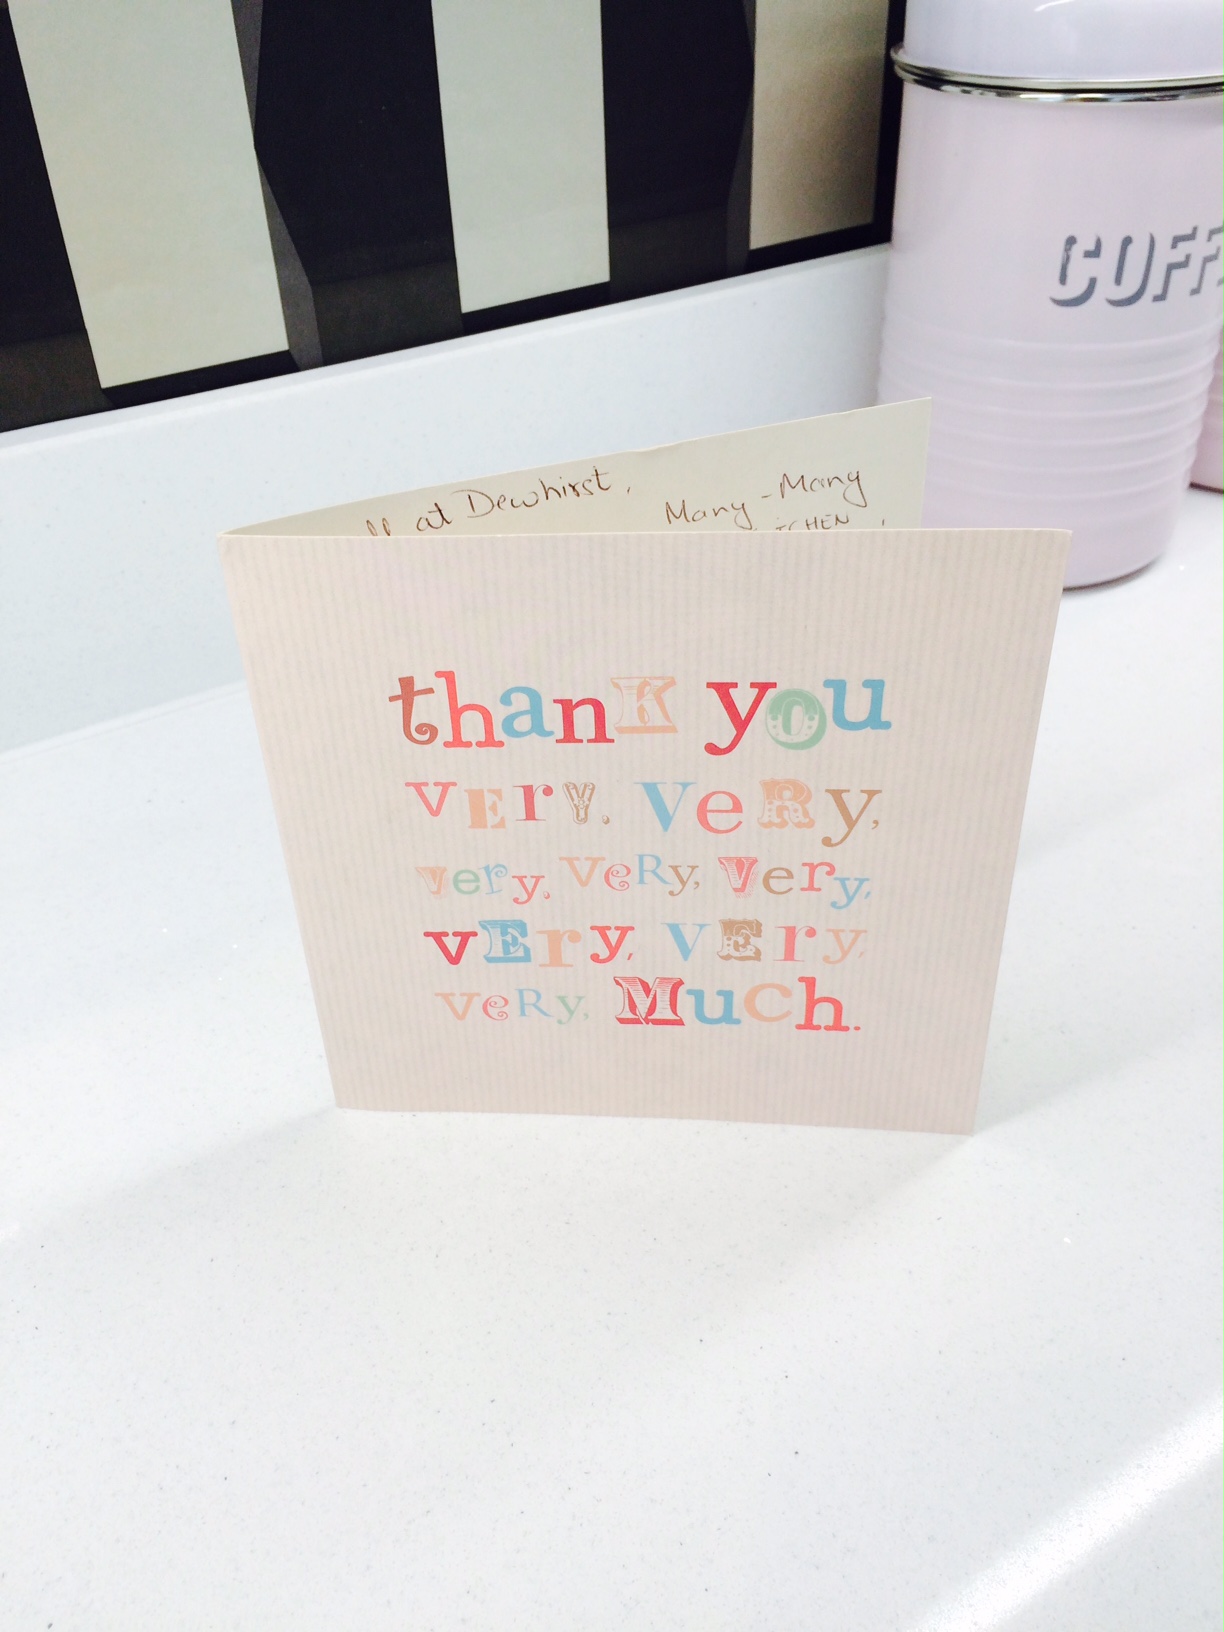 COFF
at Dewhirst,
Many-Many
thank you
very, very,
very, very, very,
very, very,
very, Much.